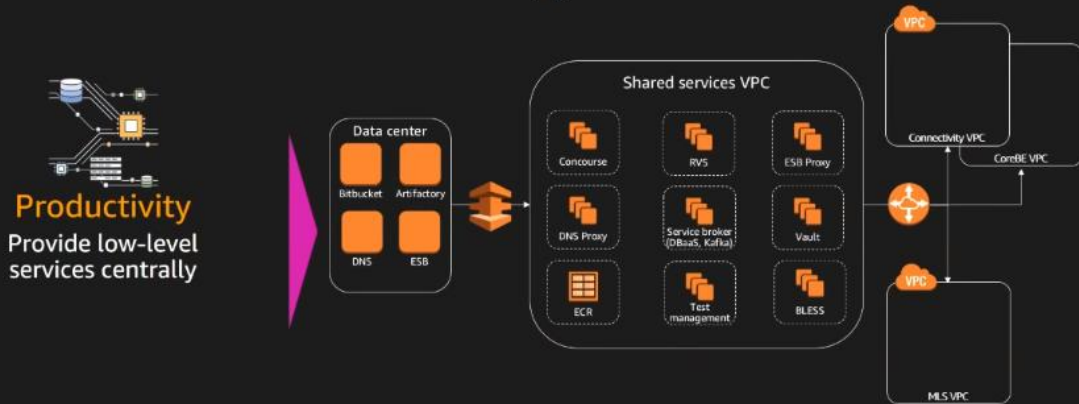 Productivity
Provide low-level
services centrally
Data center
Bitbucket
Artifactory
DNS
ESB
Shared services VPC
Concourse
RVS
ESB Proxy
DNS Proxy
Service broker
(DBaaS, Kafka)
Vault
ECR
Test
management
BLESS
VPC
Connectivity VPC
CoreBE VPC
VPC
MLS VPC